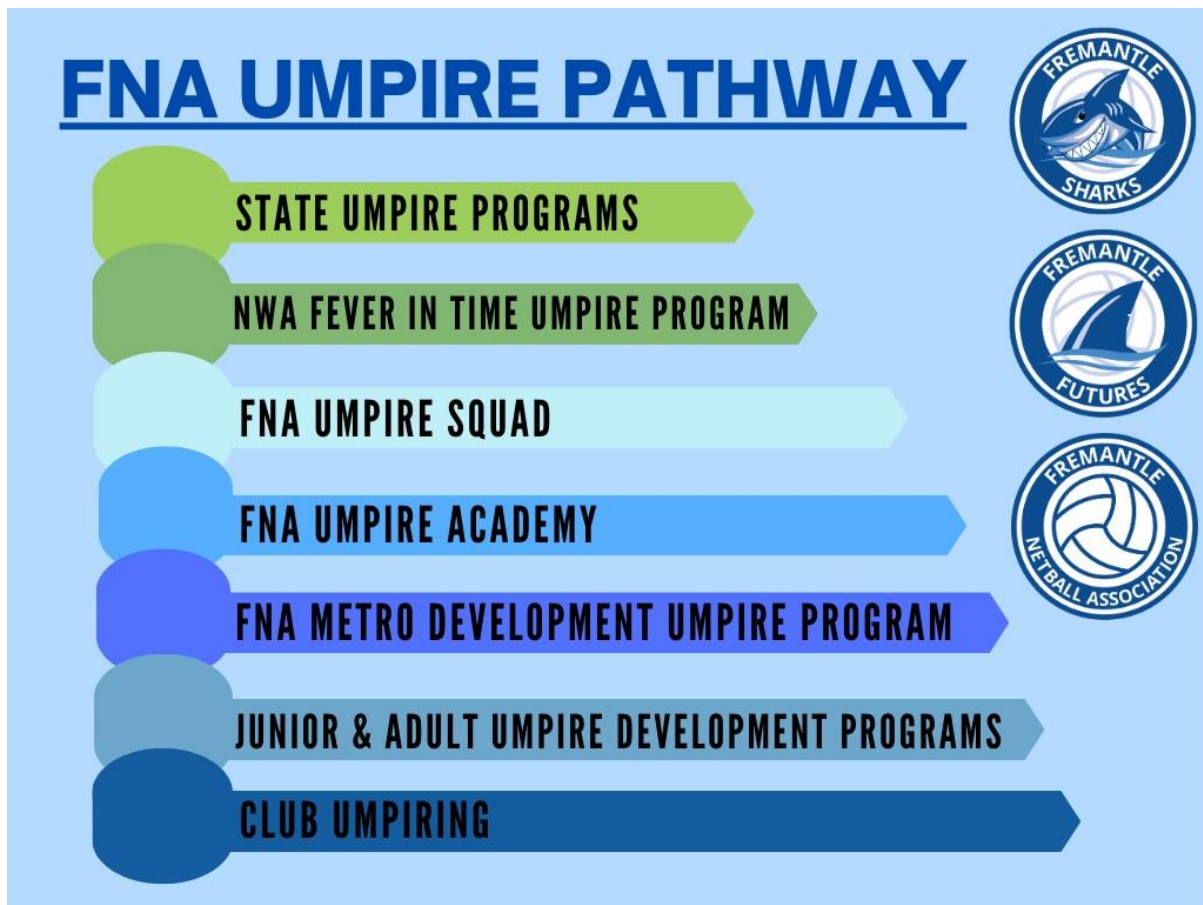 FNA UMPIRE PATHWAY
STATE UMPIRE PROGRAMS
NWA FEVER IN TIME UMPIRE PROGRAM
FNA UMPIRE SQUAD
FNA UMPIRE ACADEMY
FNA METRO DEVELOPMENT UMPIRE PROGRAM
JUNIOR & ADULT UMPIRE DEVELOPMENT PROGRAMS
CLUB UMPIRING
FREMANTLE
SHARKS
FREMANTLE
FUTURES
FREMANTLE
NETBALL ASSOCIATION